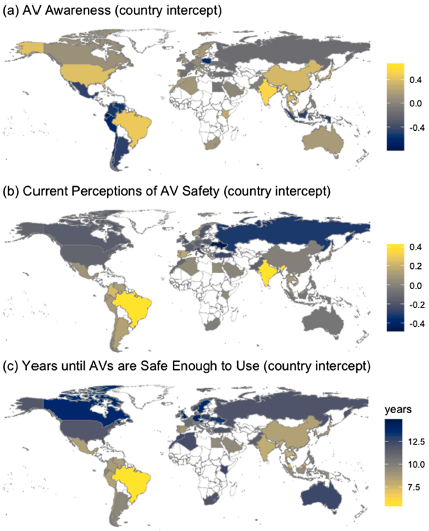 (a) AV Awareness (country intercept)
0.4
0.0
-0.4
(b) Current Perceptions of AV Safety (country intercept)
0.4
0.2
0.0
-0.2
-0.4
(c) Years until AVs are Safe Enough to Use (country intercept)
years
12.5
10.0
7.5